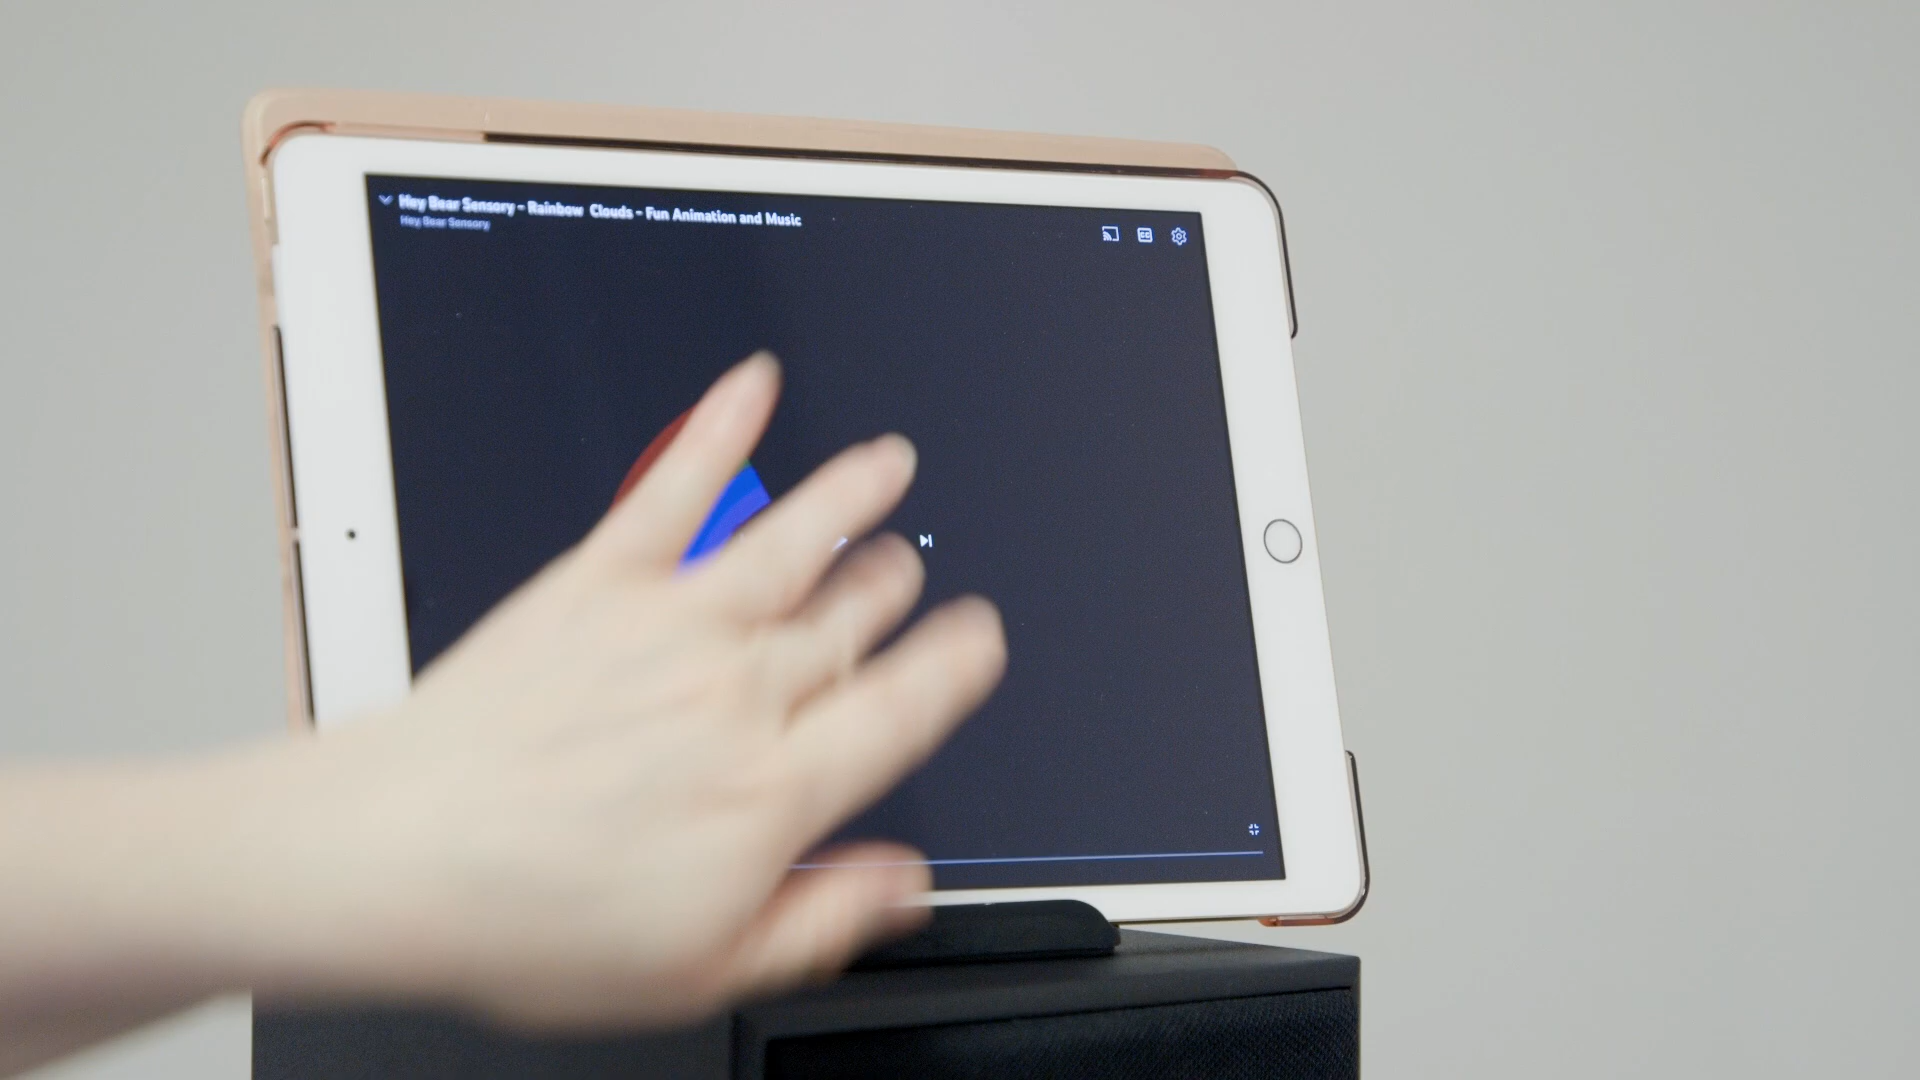 Hey Bear Sensory - Rainbow Clouds - Fun Animation and Music
Hey Bear Sensory